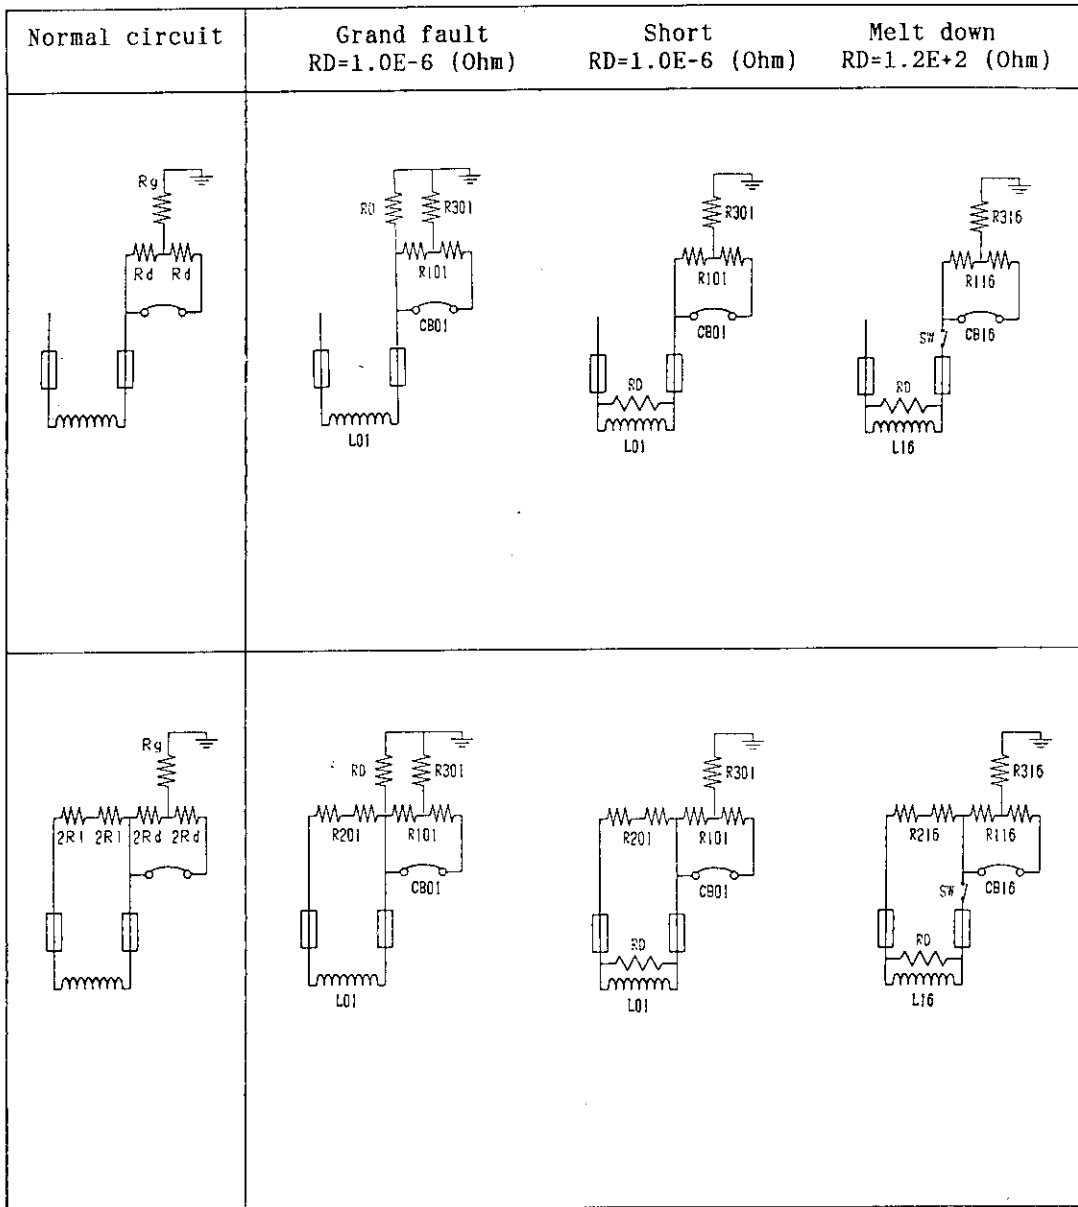 Normal circuit
Grand fault
RD=1.0E-6 (Ohm)
Short
RD=1.0E-6 (Ohm)
Melt down
RD=1.2E+2 (Ohm)
Rg
Rd Rd
RD R301
R101
CB01
L01
R301
R101
CB01
RD
L01
R316
R116
SW CB16
RD
L16
Rg
2Rl 2Rl 2Rd 2Rd
RD R301
R201 R101
CB01
L01
R301
R201 R101
CB01
RD
L01
R316
R216 R116
SW CB16
RD
L16